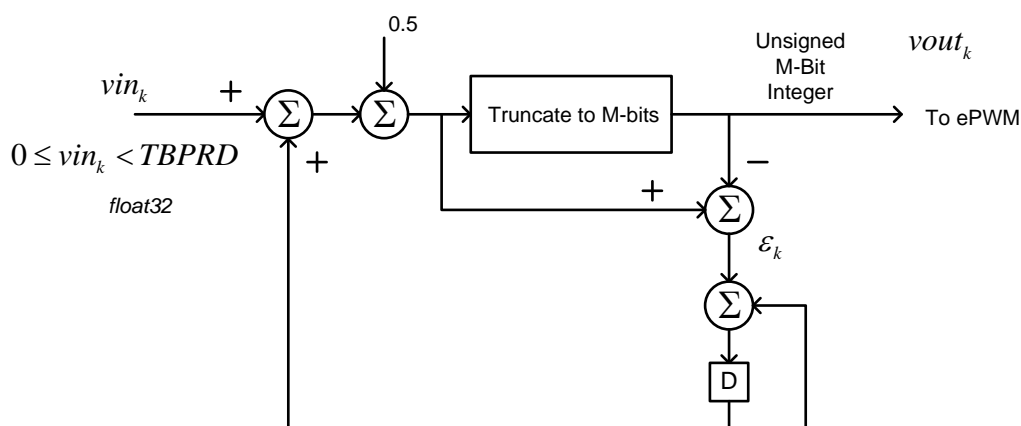 0.5
vin_k
+
Σ
Σ
Truncate to M-bits
Unsigned
M-Bit
Integer
vout_k
To ePWM
0 ≤ vin_k < TBPRD
float32
+
+
−
Σ
ε_k
Σ
D